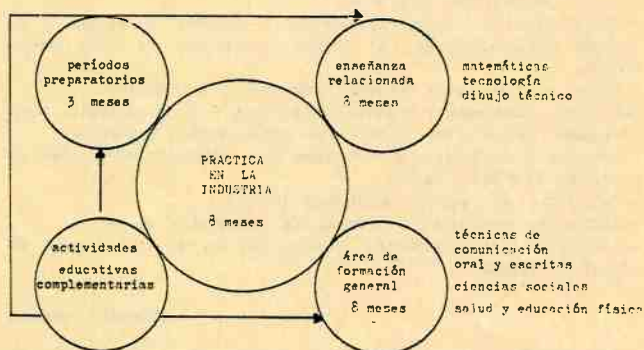 períodos
preparatorios
3 meses
enseñanza
relacionada
8 meses
matemáticas
tecnología
dibujo técnico
PRACTICA
EN LA
INDUSTRIA
8 meses
actividades
educativas
complementarias
área de
formación
general
8 meses
técnicas de
comunicación
oral y escritas
ciencias sociales
salud y educación física